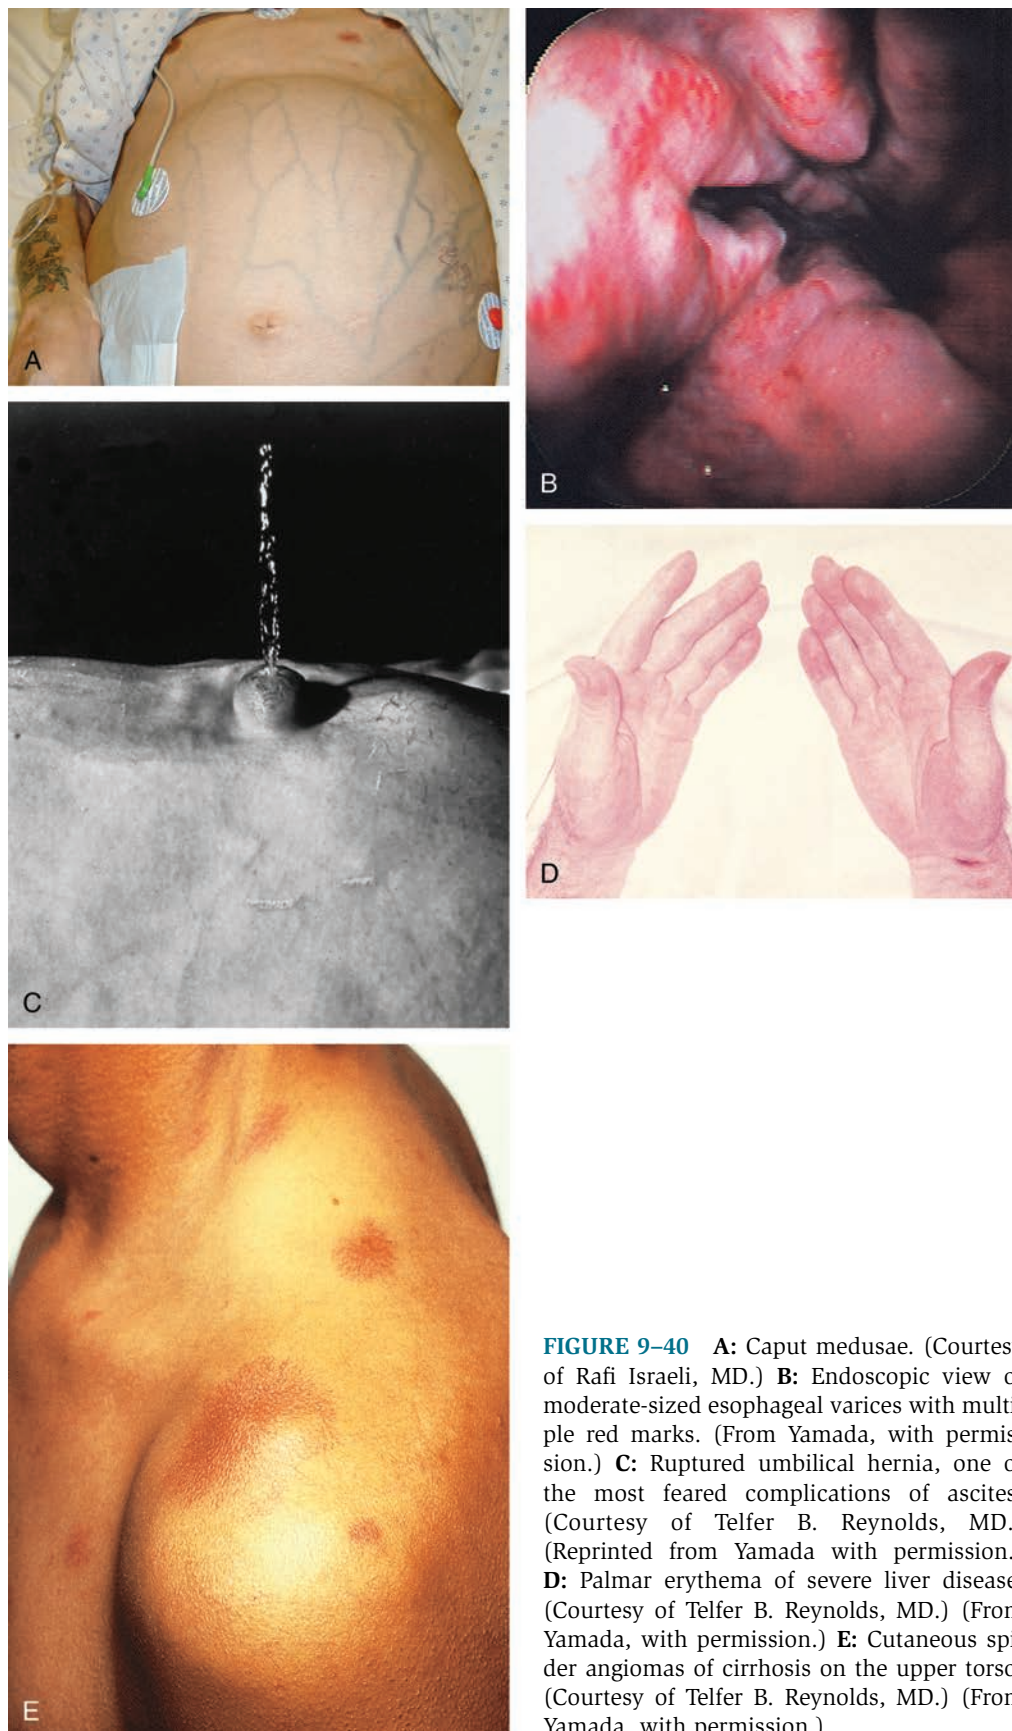 A
B
C
D
E
FIGURE 9–40 A: Caput medusae. (Courtes
of Rafi Israeli, MD.) B: Endoscopic view o
moderate-sized esophageal varices with multi
ple red marks. (From Yamada, with permis
sion.) C: Ruptured umbilical hernia, one o
the most feared complications of ascites
(Courtesy of Telfer B. Reynolds, MD.
(Reprinted from Yamada with permission.
D: Palmar erythema of severe liver disease
(Courtesy of Telfer B. Reynolds, MD.) (From
Yamada, with permission.) E: Cutaneous spi
der angiomas of cirrhosis on the upper torso
(Courtesy of Telfer B. Reynolds, MD.) (From
Yamada, with permission.)